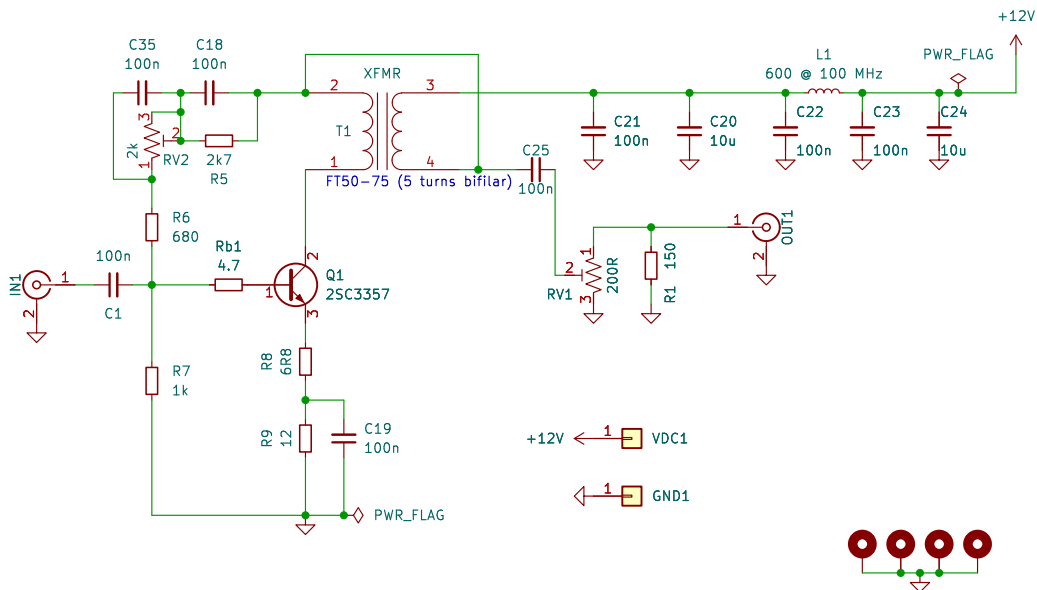 +12V
C35
100n
C18
100n
XFMR
L1
600 @ 100 MHz
PWR_FLAG
2
3
T1
1
4
FT50-75 (5 turns bifilar)
3
2
1
2k
RV2
2k7
R5
C21
100n
C20
10u
C22
100n
C23
100n
C24
10u
C25
100n
R6
680
Rb1
4.7
100n
C1
IN1
1
2
2
1
3
Q1
2SC3357
1
2
3
RV1
200R
150
R1
1
2
OUT1
R7
1k
R8
6R8
R9
12
C19
100n
PWR_FLAG
+12V
1
VDC1
1
GND1